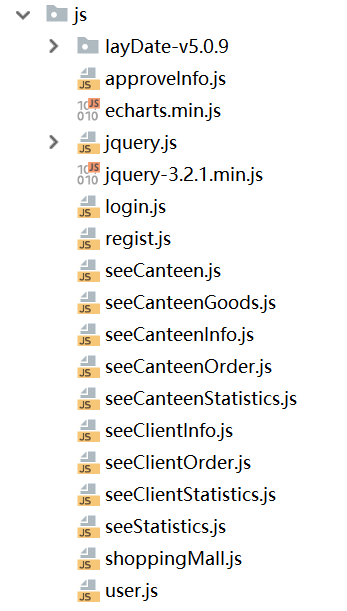 js
layDate-v5.0.9
approveInfo.js
echarts.min.js
jquery.js
jquery-3.2.1.min.js
login.js
regist.js
seeCanteen.js
seeCanteenGoods.js
seeCanteenInfo.js
seeCanteenOrder.js
seeCanteenStatistics.js
seeClientInfo.js
seeClientOrder.js
seeClientStatistics.js
seeStatistics.js
shoppingMall.js
user.js